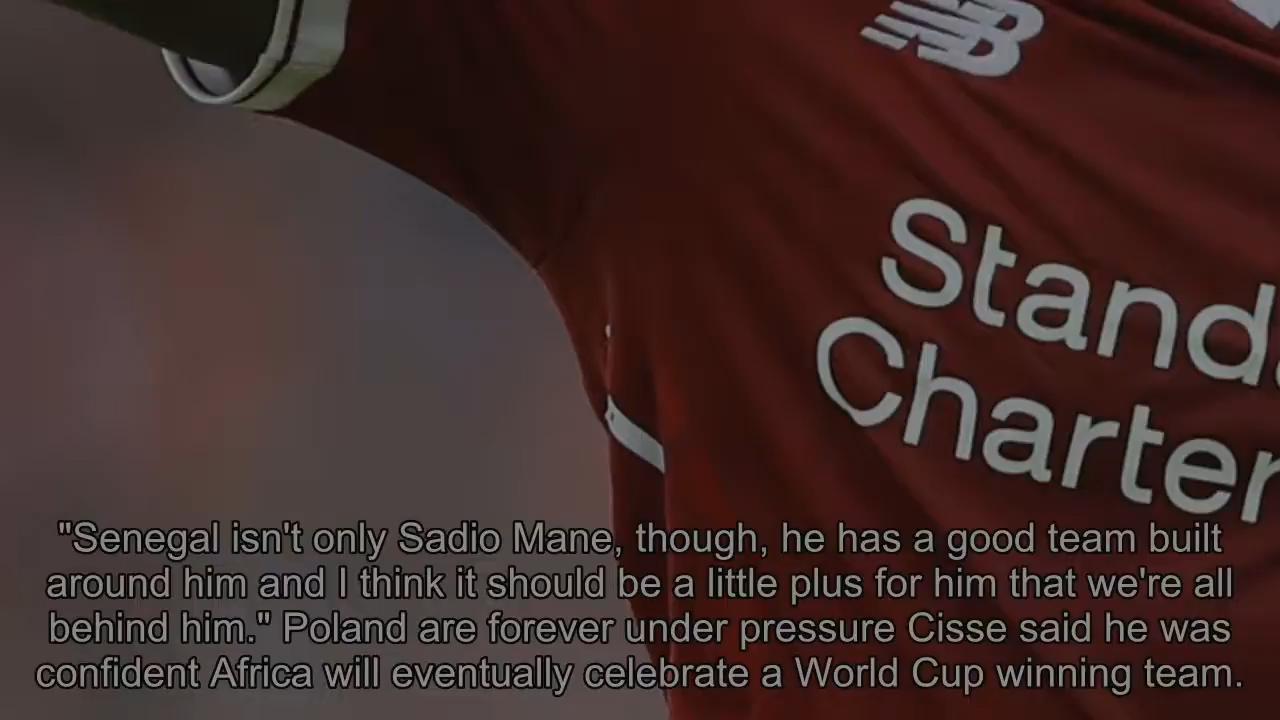 NB
Stand
Charter
"Senegal isn't only Sadio Mane, though, he has a good team built
around him and I think it should be a little plus for him that we're all
behind him." Poland are forever under pressure Cisse said he was
confident Africa will eventually celebrate a World Cup winning team.